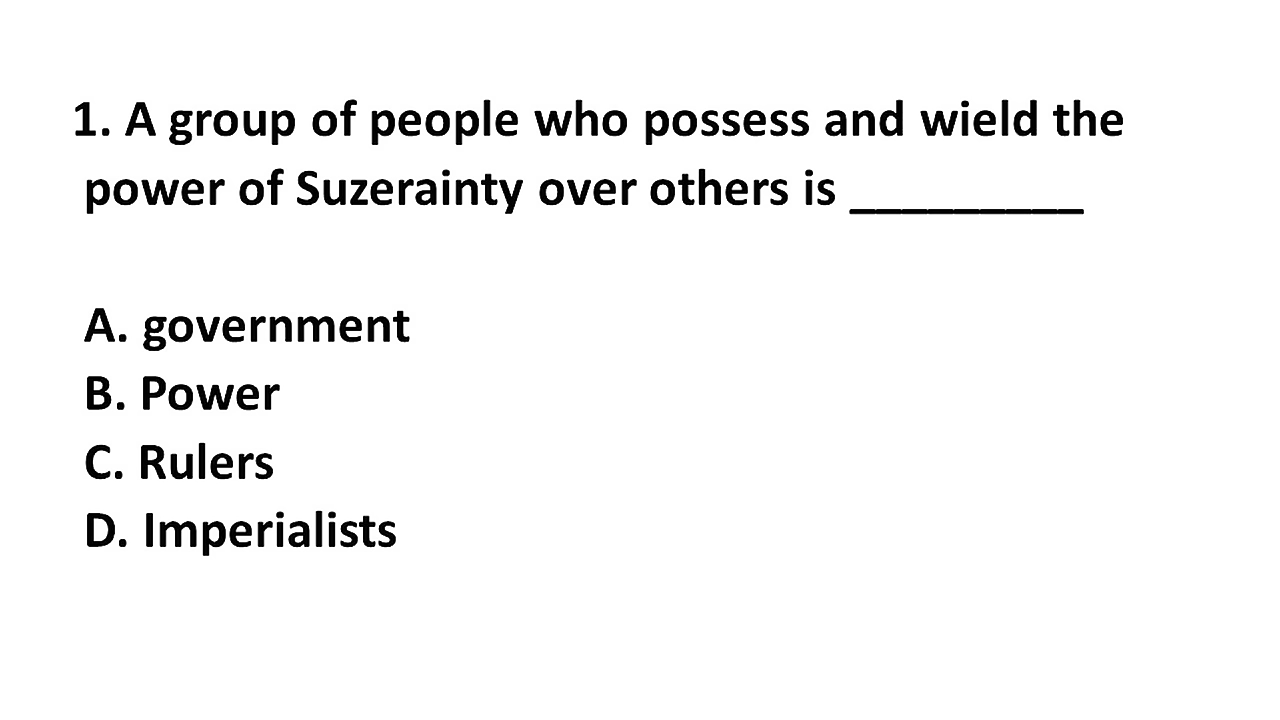 1. A group of people who possess and wield the
power of Suzerainty over others is _________
A. government
B. Power
C. Rulers
D. Imperialists